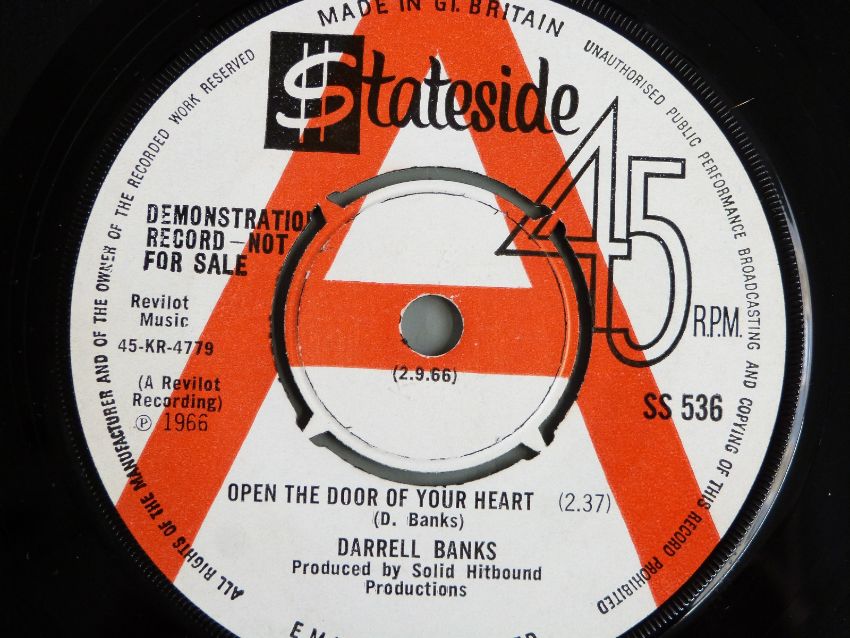 MADE IN GT. BRITAIN
$tateside
UNAUTHORISED PUBLIC PERFORMANCE BROADCASTING AND COPYING OF THIS RECORD PROHIBITED
ALL RIGHTS OF THE MANUFACTURER AND OF THE OWNER OF THE RECORDED WORK RESERVED
45
R.P.M.
DEMONSTRATION
RECORD - NOT
FOR SALE
Revilot
Music
45-KR-4779
(A Revilot
Recording)
℗ 1966
(2.9.66)
SS 536
OPEN THE DOOR OF YOUR HEART (2.37)
(D. Banks)
DARRELL BANKS
Produced by Solid Hitbound
Productions